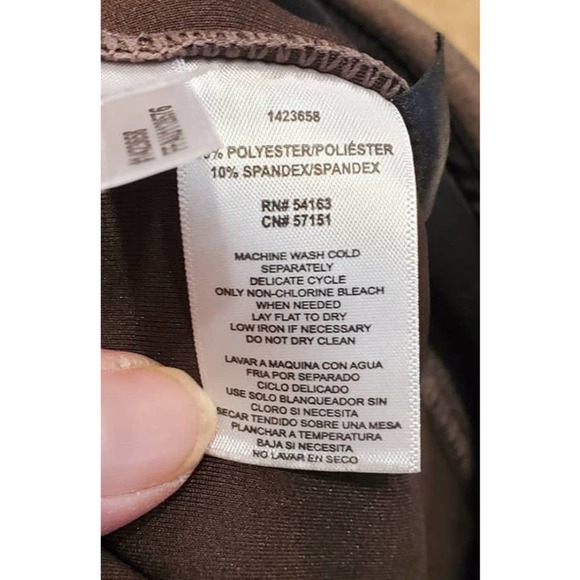 1423658
% POLYESTER/POLIÉSTER
10% SPANDEX/SPANDEX
RN# 54163
CN# 57151
MACHINE WASH COLD
SEPARATELY
DELICATE CYCLE
ONLY NON-CHLORINE BLEACH
WHEN NEEDED
LAY FLAT TO DRY
LOW IRON IF NECESSARY
DO NOT DRY CLEAN
LAVAR A MAQUINA CON AGUA
FRIA POR SEPARADO
CICLO DELICADO
USE SOLO BLANQUEADOR SIN
CLORO SI NECESITA
SECAR TENDIDO SOBRE UNA MESA
PLANCHAR A TEMPERATURA
BAJA SI NECESITA
NO LAVAR EN SECO